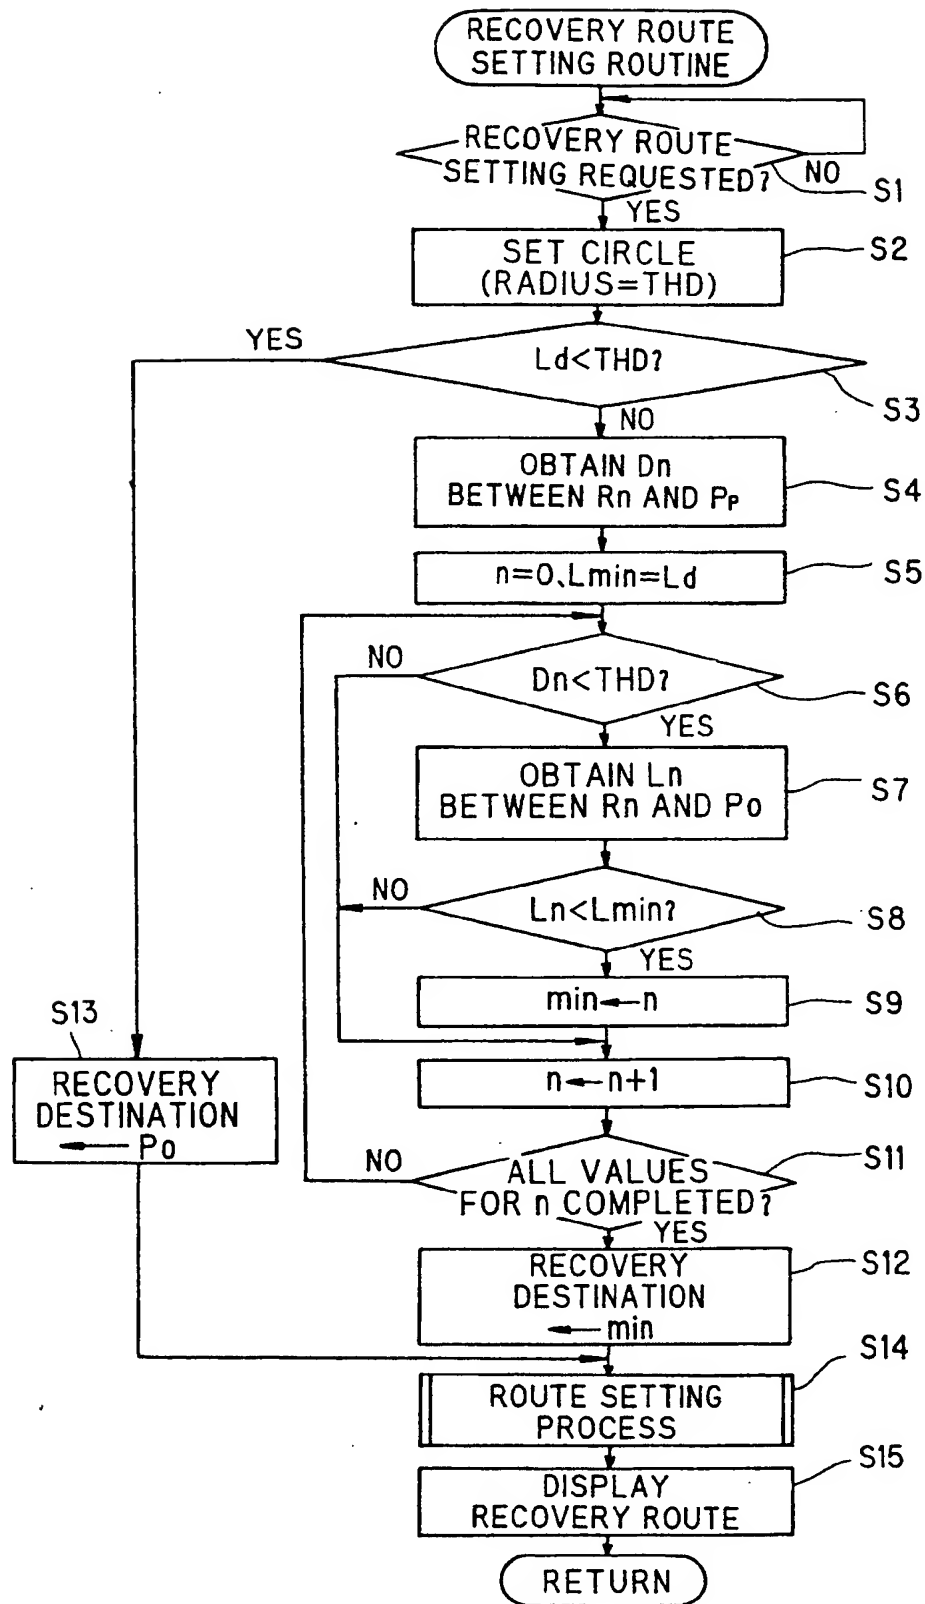 RECOVERY ROUTE
SETTING ROUTINE
RECOVERY ROUTE
SETTING REQUESTED?
NO
S1
YES
SET CIRCLE
(RADIUS=THD)
S2
YES
Ld<THD?
S3
NO
OBTAIN Dn
BETWEEN Rn AND PP
S4
n=0、Lmin=Ld
S5
NO
Dn<THD?
S6
YES
OBTAIN Ln
BETWEEN Rn AND Po
S7
NO
Ln<Lmin?
S8
YES
min←n
S9
S13
RECOVERY
DESTINATION
← Po
n←n+1
S10
NO
ALL VALUES
FOR n COMPLETED?
S11
YES
RECOVERY
DESTINATION
← min
S12
S14
ROUTE SETTING
PROCESS
S15
DISPLAY
RECOVERY ROUTE
RETURN